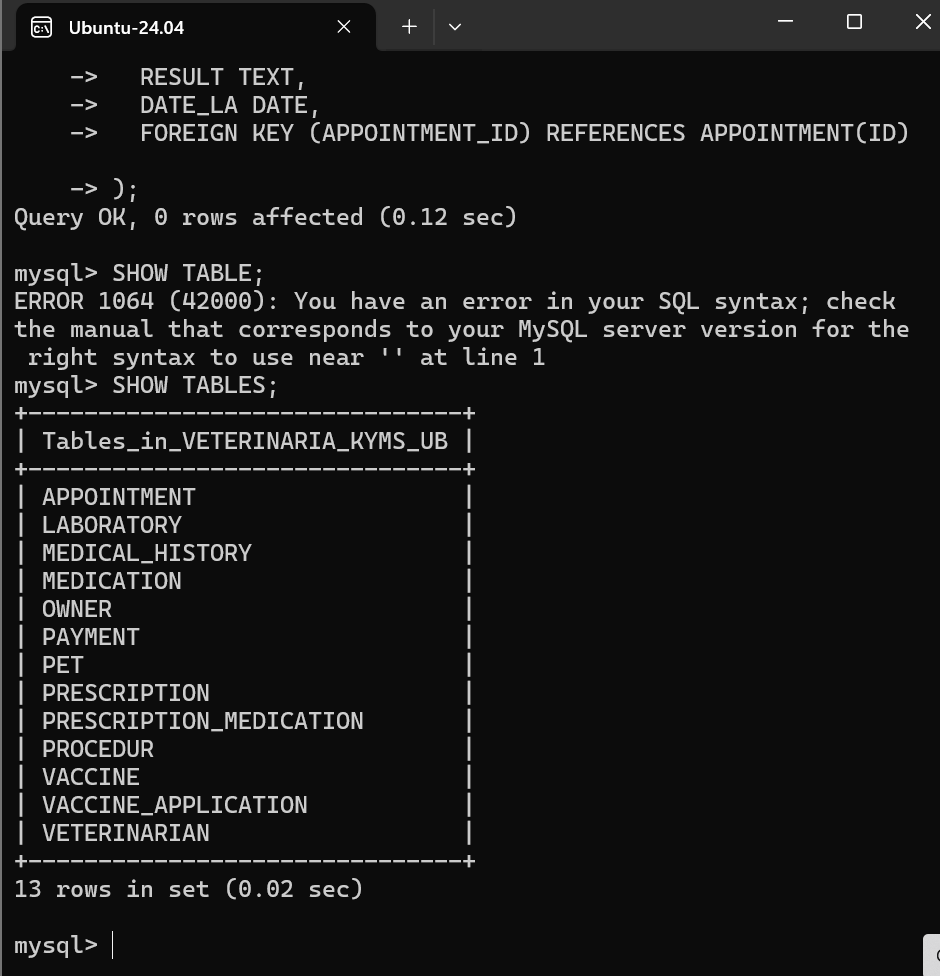 Ubuntu-24.04
->   RESULT TEXT,
->   DATE_LA DATE,
->   FOREIGN KEY (APPOINTMENT_ID) REFERENCES APPOINTMENT(ID)
-> );
Query OK, 0 rows affected (0.12 sec)
mysql> SHOW TABLE;
ERROR 1064 (42000): You have an error in your SQL syntax; check
the manual that corresponds to your MySQL server version for the
right syntax to use near '' at line 1
mysql> SHOW TABLES;
+-------------------------------+
| Tables_in_VETERINARIA_KYMS_UB |
+-------------------------------+
| APPOINTMENT                   |
| LABORATORY                    |
| MEDICAL_HISTORY               |
| MEDICATION                    |
| OWNER                         |
| PAYMENT                       |
| PET                           |
| PRESCRIPTION                  |
| PRESCRIPTION_MEDICATION       |
| PROCEDUR                      |
| VACCINE                       |
| VACCINE_APPLICATION           |
| VETERINARIAN                  |
+-------------------------------+
13 rows in set (0.02 sec)
mysql>